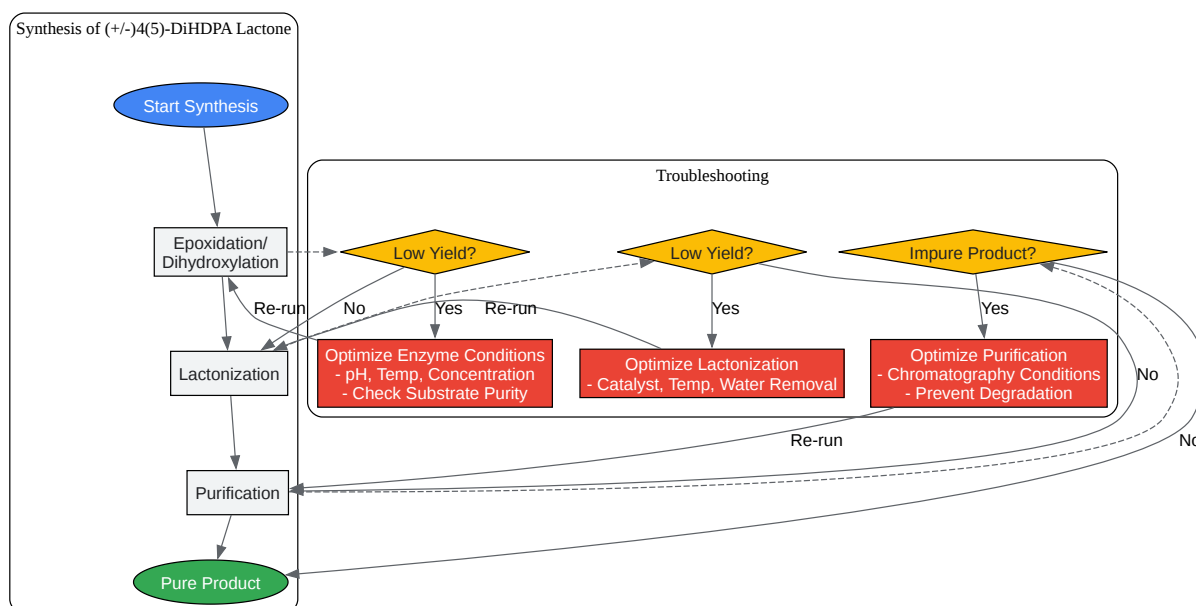 Synthesis of (+/-)4(5)-DiHDPA Lactone
Start Synthesis
Troubleshooting
Epoxidation/
Dihydroxylation
Low Yield?
Low Yield?
Impure Product?
Re-run
No
Yes
Re-run
Yes
Yes
Lactonization
Optimize Enzyme Conditions
- pH, Temp, Concentration
- Check Substrate Purity
Optimize Lactonization
- Catalyst, Temp, Water Removal
Optimize Purification
- Chromatography Conditions
- Prevent Degradation
No
Re-run
No
Purification
Pure Product